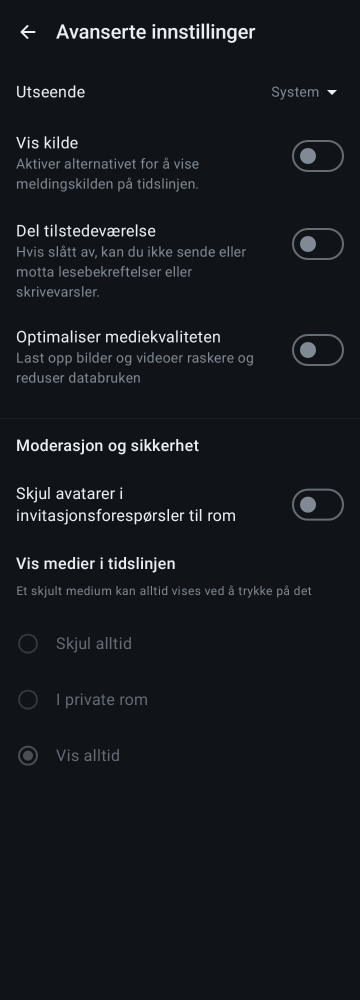 Avanserte innstillinger
Utseende
System
Vis kilde
Aktiver alternativet for å vise
meldingskilden på tidslinjen.
Del tilstedeværelse
Hvis slått av, kan du ikke sende eller
motta lesebekreftelser eller
skrivevarsler.
Optimaliser mediekvaliteten
Last opp bilder og videoer raskere og
reduser databruken
Moderasjon og sikkerhet
Skjul avatarer i
invitasjonsforespørsler til rom
Vis medier i tidslinjen
Et skjult medium kan alltid vises ved å trykke på det
Skjul alltid
I private rom
Vis alltid